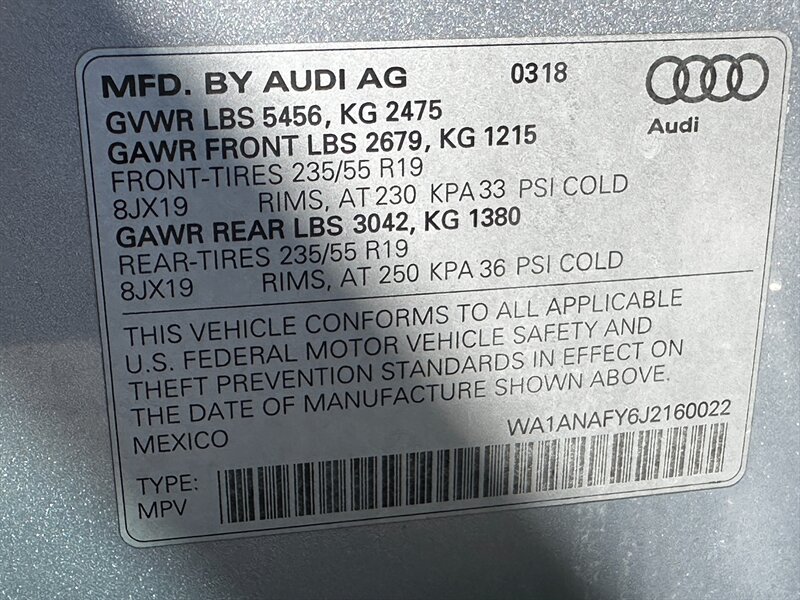 MFD. BY AUDI AG 0318
Audi
GVWR LBS 5456, KG 2475
GAWR FRONT LBS 2679, KG 1215
FRONT-TIRES 235/55 R19
8JX19 RIMS, AT 230 KPA 33 PSI COLD
GAWR REAR LBS 3042, KG 1380
REAR-TIRES 235/55 R19
8JX19 RIMS, AT 250 KPA 36 PSI COLD
THIS VEHICLE CONFORMS TO ALL APPLICABLE
U.S. FEDERAL MOTOR VEHICLE SAFETY AND
THEFT PREVENTION STANDARDS IN EFFECT ON
THE DATE OF MANUFACTURE SHOWN ABOVE.
MEXICO WA1ANAFY6J2160022
TYPE:
MPV